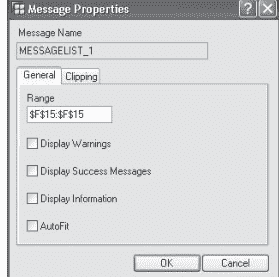 Message Properties
Message Name
MESSAGELIST_1
General Clipping
Range
$F$15:$F$15
Display Warnings
Display Success Messages
Display Information
AutoFit
OK Cancel